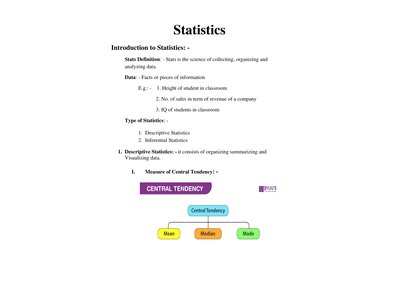 Statistics
Introduction to Statistics: -
Stats Definition: - Stats is the science of collecting, organizing and
analyzing data.
Data: - Facts or pieces of information
E.g.: - 1. Height of student in classroom
2. No. of sales in term of revenue of a company
3. IQ of students in classroom
Type of Statistics: -
1. Descriptive Statistics
2. Inferential Statistics
1. Descriptive Statistics: - it consists of organizing summarizing and
Visualizing data.
I. Measure of Central Tendency: -
CENTRAL TENDENCY
BYJU'S
Central Tendency
Mean
Median
Mode